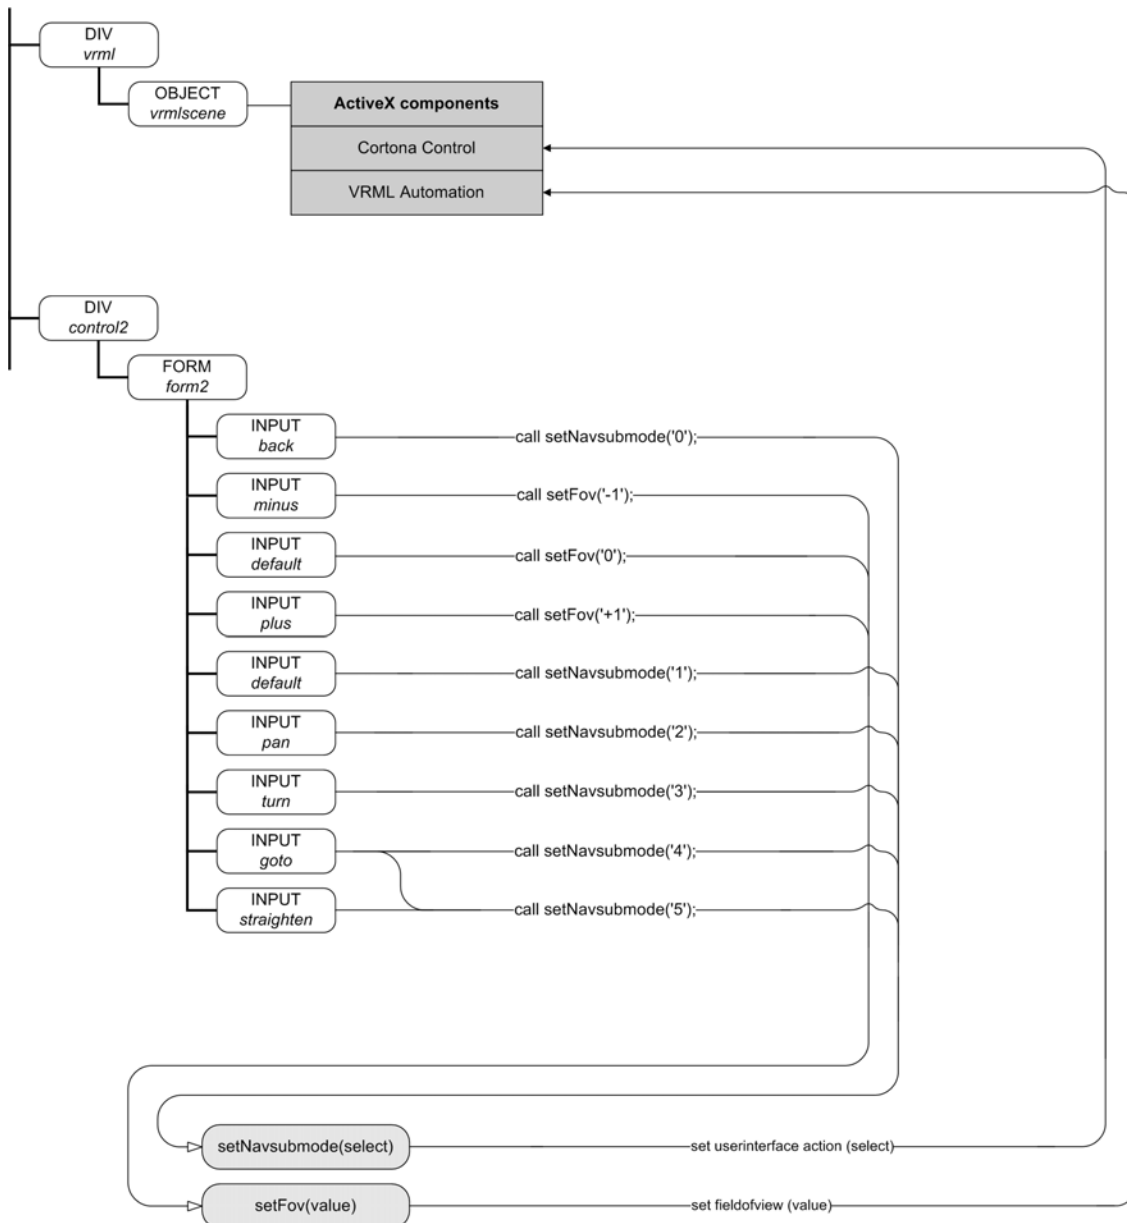 DIV
vrml
OBJECT
vrmlscene
ActiveX components
Cortona Control
VRML Automation
DIV
control2
FORM
form2
INPUT
back
call setNavsubmode('0');
INPUT
minus
call setFov('-1');
INPUT
default
call setFov('0');
INPUT
plus
call setFov('+1');
INPUT
default
call setNavsubmode('1');
INPUT
pan
call setNavsubmode('2');
INPUT
turn
call setNavsubmode('3');
INPUT
goto
call setNavsubmode('4');
INPUT
straighten
call setNavsubmode('5');
setNavsubmode(select)
set userinterface action (select)
setFov(value)
set fieldofview (value)